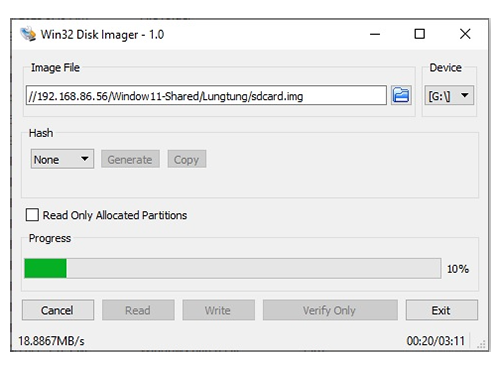 Win32 Disk Imager - 1.0
Image File
Device
//192.168.86.56/Window11-Shared/Lungtung/sdcard.img
[G:\]
Hash
None
Generate
Copy
Read Only Allocated Partitions
Progress
10%
Cancel
Read
Write
Verify Only
Exit
18.8867MB/s
00:20/03:11